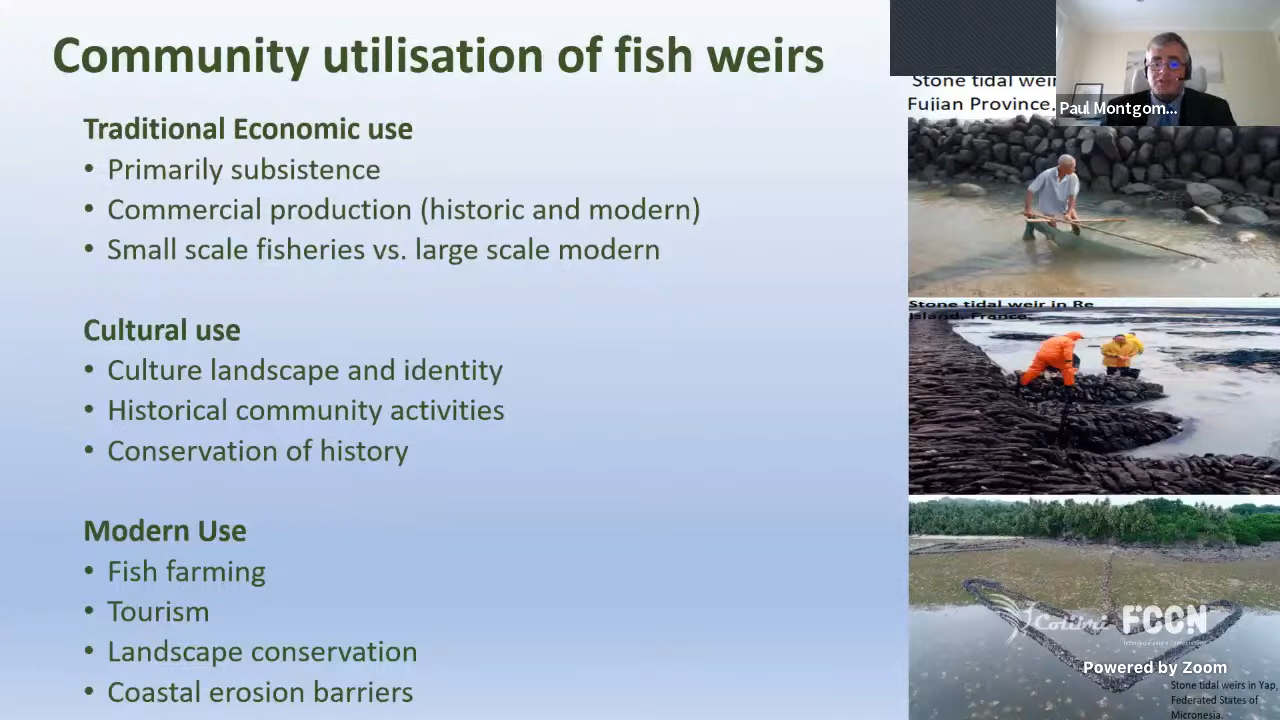 Community utilisation of fish weirs
Traditional Economic use
• Primarily subsistence
• Commercial production (historic and modern)
• Small scale fisheries vs. large scale modern
Cultural use
• Culture landscape and identity
• Historical community activities
• Conservation of history
Modern Use
• Fish farming
• Tourism
• Landscape conservation
• Coastal erosion barriers
Stone tidal weir
Fujian Province.
Paul Montgom...
Stone tidal weir in Re
Island, France.
Colibri FCCN
Powered by Zoom
Stone tidal weirs in Yap,
Federated States of
Micronesia.